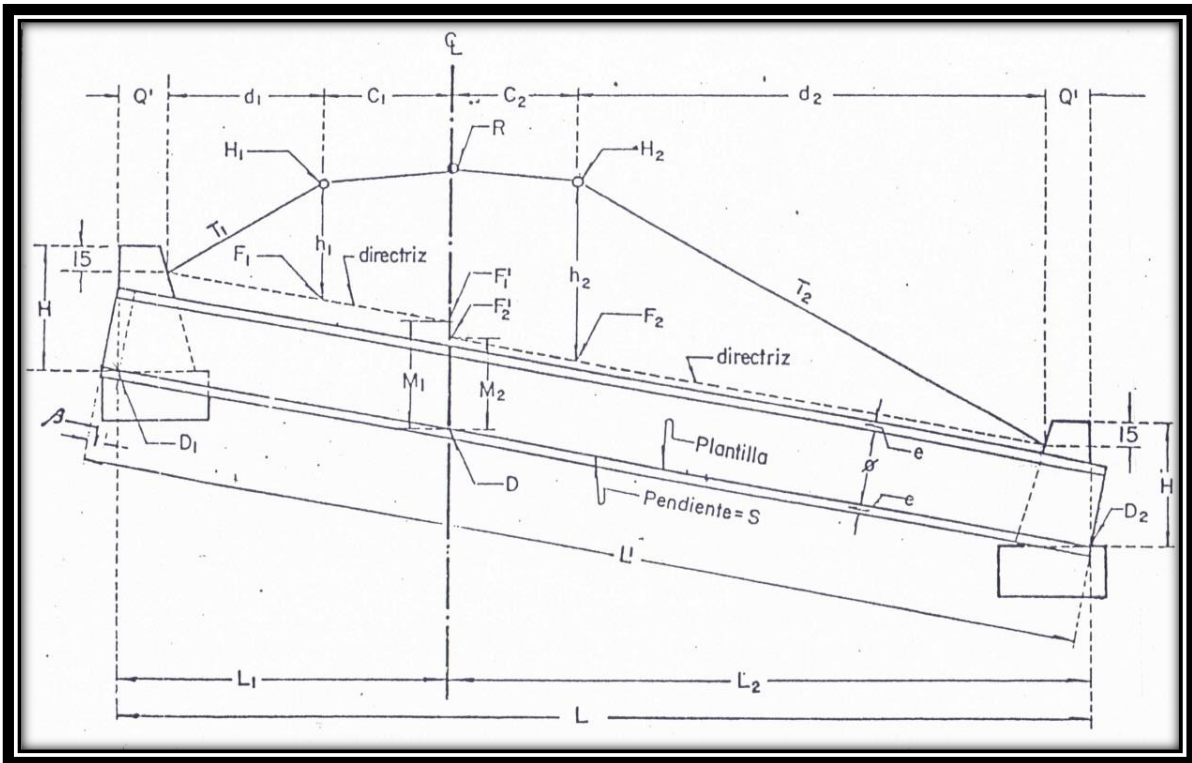 ℄
Q' d₁ C₁ C₂ d₂ Q'
R
H₁ H₂
T₁
15 F₁ h₁ directriz
F₁'
h₂ T₂
F₂'
F₂
H
M₁ M₂ directriz
15
D₁ Plantilla e
ø
D Pendiente=S e H
D₂
L'
L₁ L₂
L